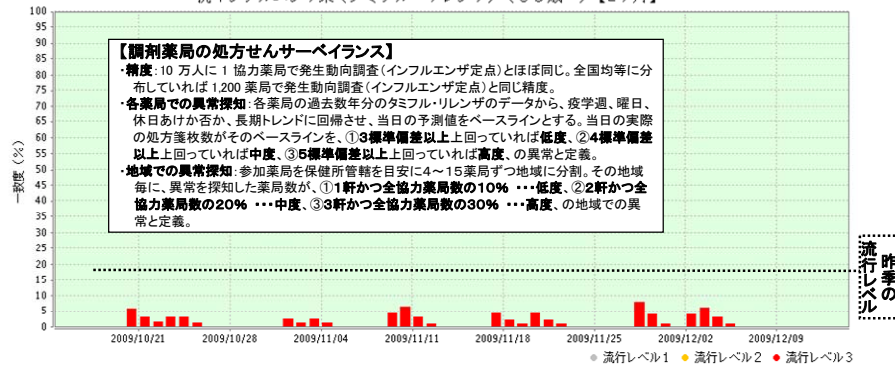 100
95
90
85
80
75
70
65
60
55
50
45
40
35
30
25
20
15
10
5
0
一致度(%)
【調剤薬局の処方せんサーベイランス】
・精度：10 万人に 1 協力薬局で発生動向調査（インフルエンザ定点）とほぼ同じ。全国均等に分
布していれば 1,200 薬局で発生動向調査（インフルエンザ定点）と同じ精度。
・各薬局での異常探知：各薬局の過去数年分のタミフル・リレンザのデータから、疫学週、曜日、
休日あけか否か、長期トレンドに回帰させ、当日の予測値をベースラインとする。当日の実際
の処方箋枚数がそのベースラインを、①3標準偏差以上上回っていれば低度、②4標準偏差
以上上回っていれば中度、③5標準偏差以上上回っていれば高度、の異常と定義。
・地域での異常探知：参加薬局を保健所管轄を目安に4～15薬局ずつ地域に分割。その地域
毎に、異常を探知した薬局数が、①1軒かつ全協力薬局数の10% ･･･低度、②2軒かつ全
協力薬局数の20% ･･･中度、③3軒かつ全協力薬局数の30% ･･･高度、の地域での異
常と定義。
昨季の
流行レベル
2009/10/21
2009/10/28
2009/11/04
2009/11/11
2009/11/18
2009/11/25
2009/12/02
2009/12/09
流行レベル1
流行レベル2
流行レベル3